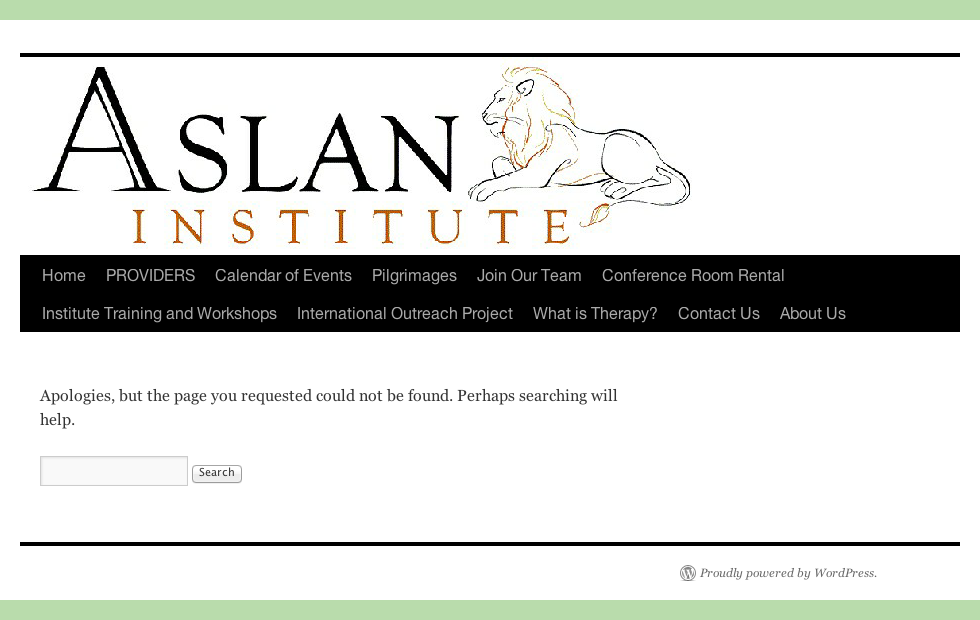 ASLAN
INSTITUTE
Home PROVIDERS Calendar of Events Pilgrimages Join Our Team Conference Room Rental
Institute Training and Workshops International Outreach Project What is Therapy? Contact Us About Us
Apologies, but the page you requested could not be found. Perhaps searching will
help.
Search
Proudly powered by WordPress.